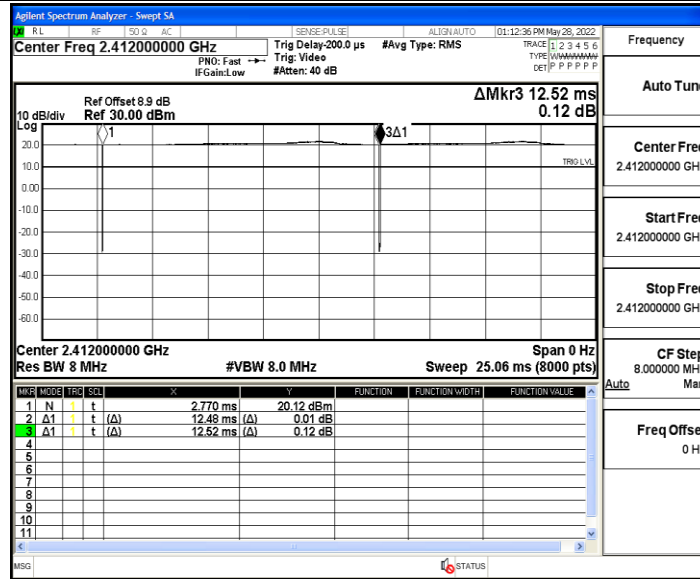 Agilent Spectrum Analyzer - Swept SA
RL RF 50 Ω AC SENSE:PULSE ALIGN AUTO 01:12:36 PM May 28, 2022
Center Freq 2.412000000 GHz Trig Delay-200.0 µs #Avg Type: RMS TRACE 1 2 3 4 5 6
PNO: Fast Trig: Video TYPE WWWWWW
IFGain:Low #Atten: 40 dB DET P P P P P P
Ref Offset 8.9 dB ΔMkr3 12.52 ms
10 dB/div Ref 30.00 dBm 0.12 dB
Log
1 3Δ1
20.0
10.0 TRIG LVL
0.00
-10.0
-20.0
-30.0
-40.0
-50.0
-60.0
Center 2.412000000 GHz Span 0 Hz
Res BW 8 MHz #VBW 8.0 MHz Sweep 25.06 ms (8000 pts)
MKR MODE TRC SCL X Y FUNCTION FUNCTION WIDTH FUNCTION VALUE
1 N 1 t 2.770 ms 20.12 dBm
2 Δ1 1 t (Δ) 12.48 ms (Δ) 0.01 dB
3 Δ1 1 t (Δ) 12.52 ms (Δ) 0.12 dB
4
5
6
7
8
9
10
11
MSG STATUS
Frequency
Auto Tun
Center Fre
2.412000000 GH
Start Fre
2.412000000 GH
Stop Fre
2.412000000 GH
CF Step
8.000000 MH
Auto Ma
Freq Offse
0 H